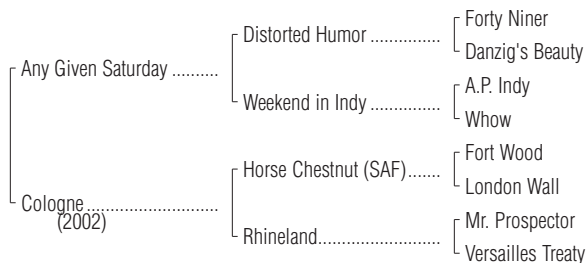 Forty Niner
Distorted Humor ...............
Danzig's Beauty
Any Given Saturday ..........
A.P. Indy
Weekend in Indy ...............
Whow
Fort Wood
Horse Chestnut (SAF).......
London Wall
Cologne.............................
(2002)
Mr. Prospector
Rhineland...........................
Versailles Treaty